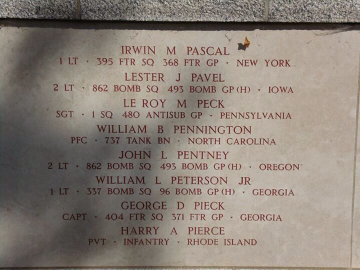 IRWIN M PASCAL
1 LT · 395 FTR SQ 368 FTR GP · NEW YORK
LESTER J PAVEL
2 LT · 862 BOMB SQ 493 BOMB GP (H) · IOWA
LE ROY M PECK
SGT · 1 SQ 480 ANTISUB GP · PENNSYLVANIA
WILLIAM B PENNINGTON
PFC · 737 TANK BN · NORTH CAROLINA
JOHN L PENTNEY
2 LT · 862 BOMB SQ 493 BOMB GP (H) · OREGON
WILLIAM L PETERSON JR
1 LT · 337 BOMB SQ 96 BOMB GP (H) · GEORGIA
GEORGE D PIECK
CAPT · 404 FTR SQ 371 FTR GP · GEORGIA
HARRY A PIERCE
PVT · INFANTRY · RHODE ISLAND